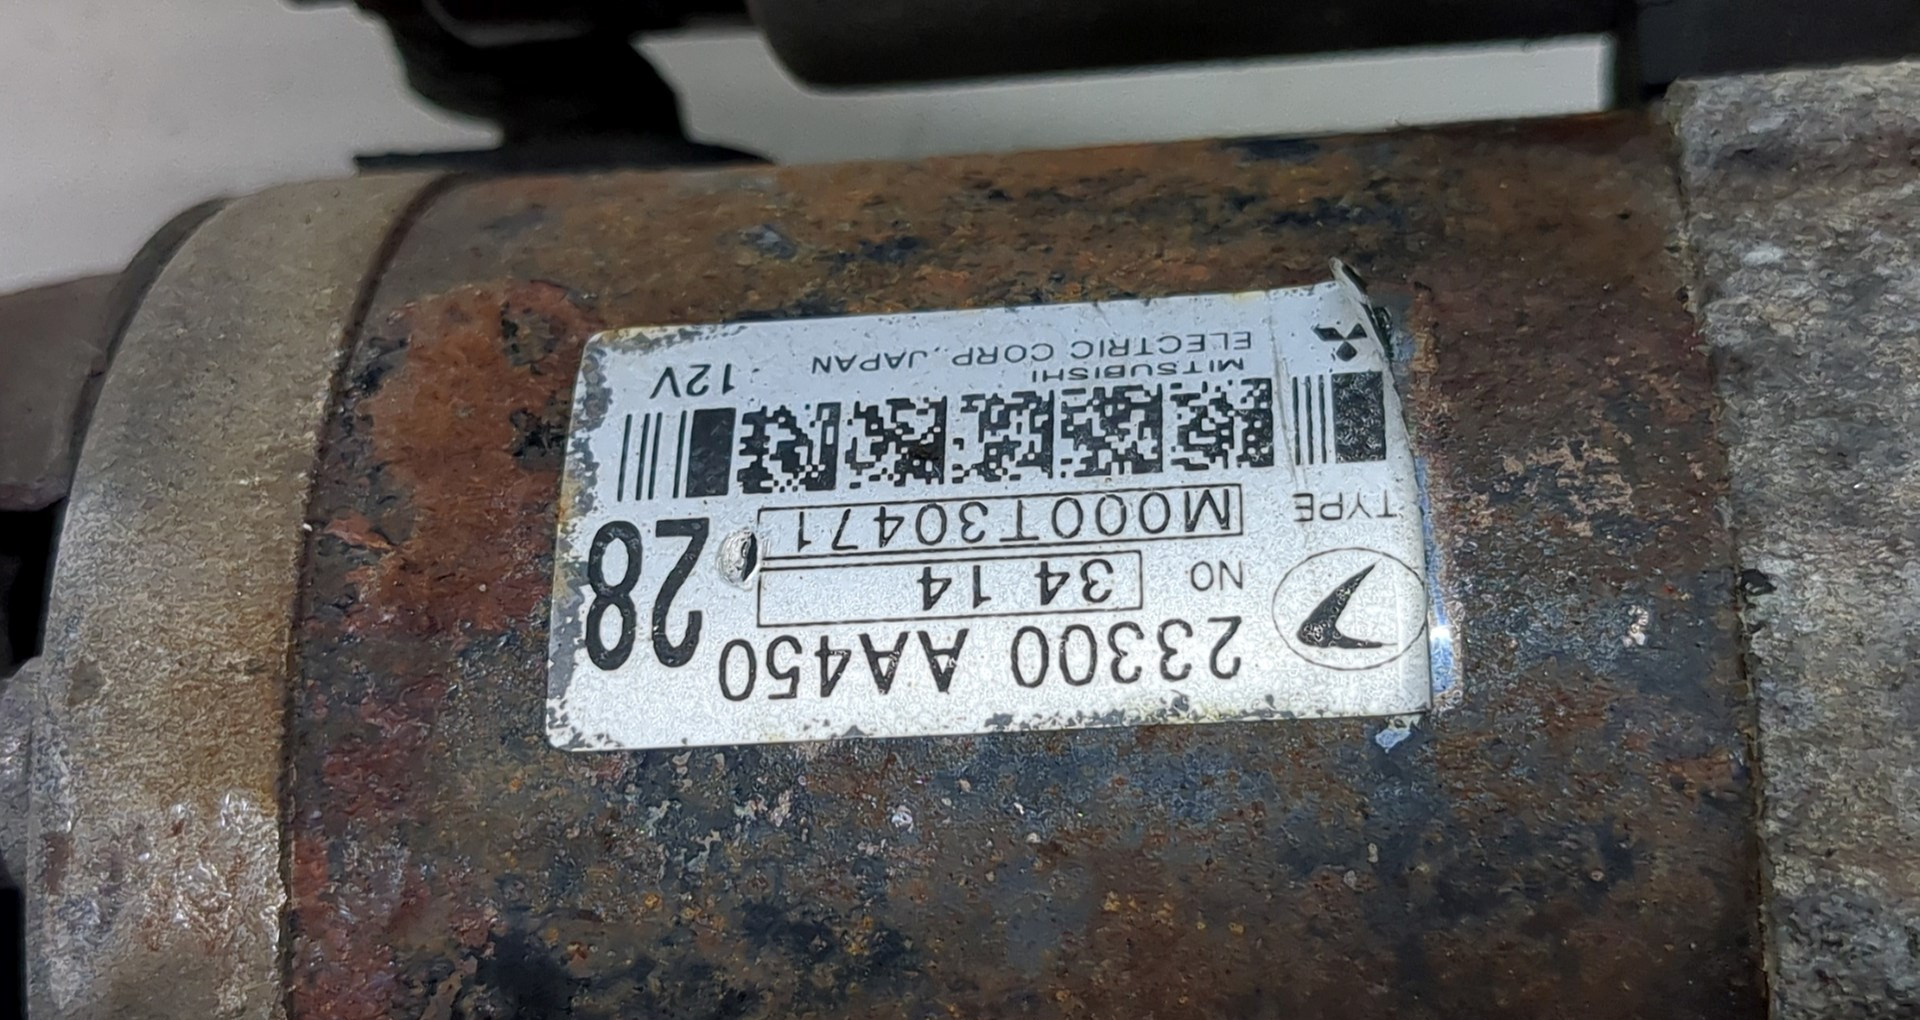 23300 AA450
28
NO 34 14
TYPE M000T30471
MITSUBISHI
ELECTRIC CORP. JAPAN 12V